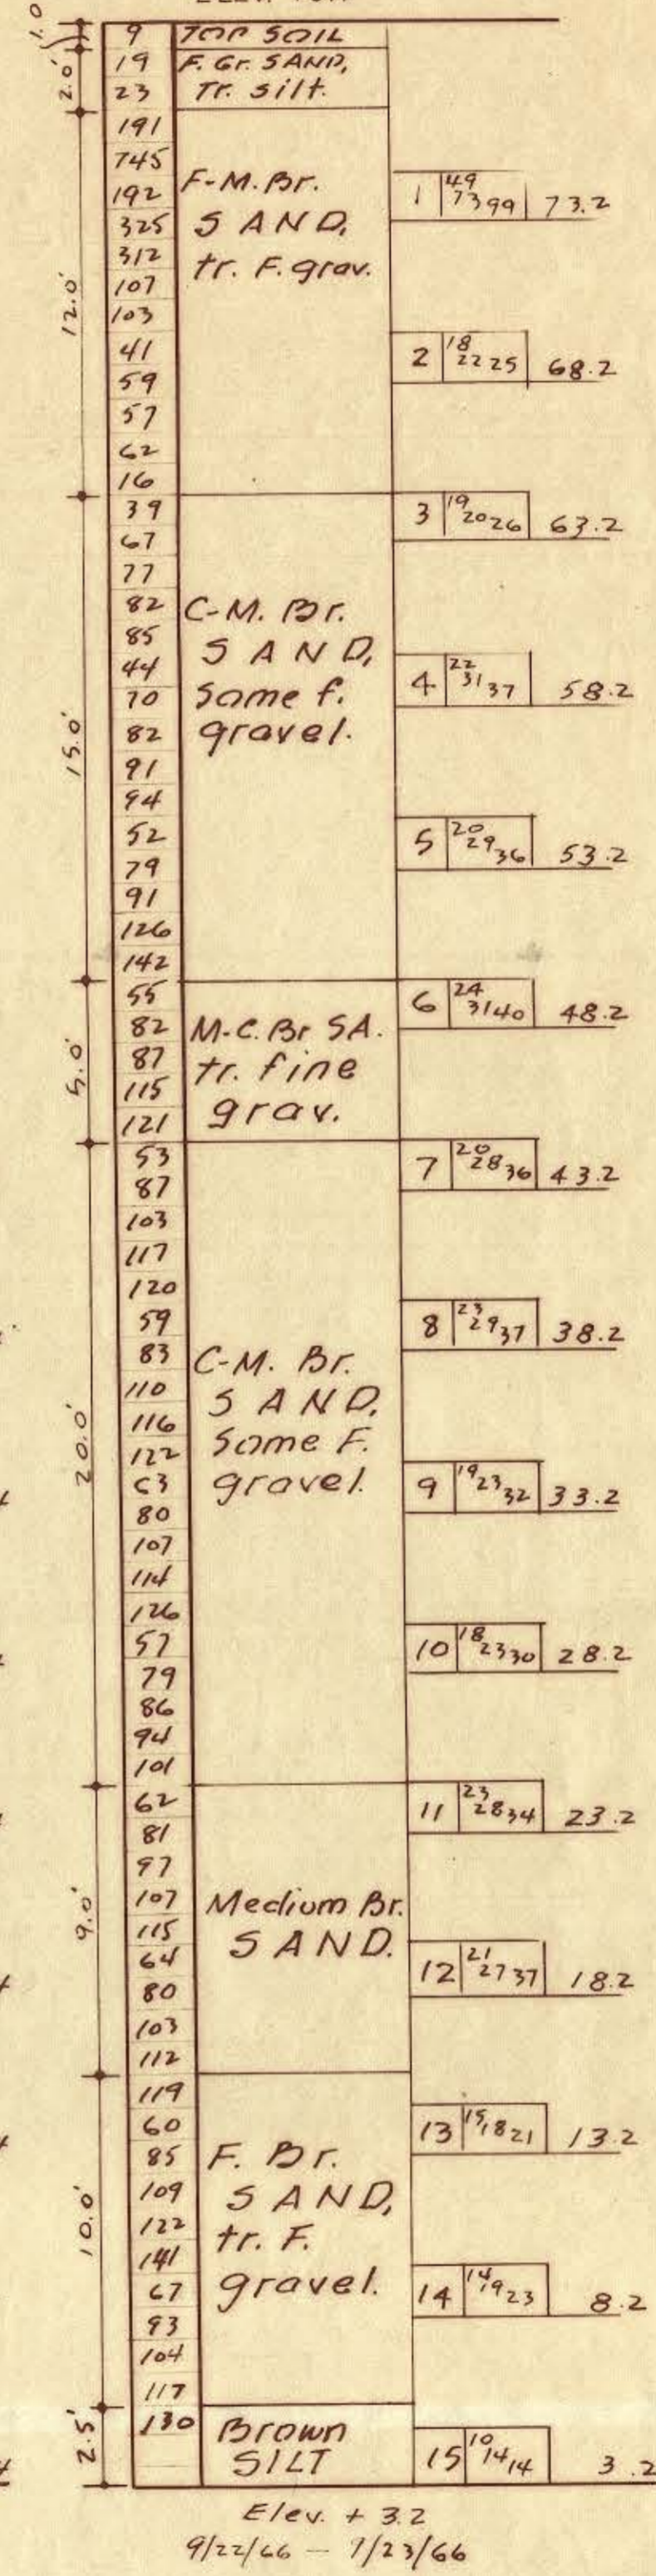 1.0
9 TOP SOIL
2.0'
19 F. Gr. SAND,
23 Tr. silt.
191
745
192 F-M. Br.
325 SAND,
312 tr. F. grav.
107
103
41
59
57
62
16
12.0'
1 49 73 99 73.2
2 18 22 25 68.2
39
67
77
82 C-M. Br.
85 SAND,
44 some f.
70 gravel.
82
91
94
52
79
91
126
142
15.0'
3 19 20 26 63.2
4 22 31 37 58.2
5 20 29 36 53.2
55
82 M-C. Br SA.
87 tr. fine
115 grav.
121
5.0'
6 24 31 40 48.2
53
87
103
117
120
59
83 C-M. Br.
110 SAND,
116 some F.
122 gravel.
63
80
107
114
126
57
79
86
94
101
20.0'
7 20 28 36 43.2
8 23 29 37 38.2
9 19 23 32 33.2
10 18 23 30 28.2
62
81
97
107 Medium Br.
115 SAND.
64
80
103
112
9.0'
11 23 28 34 23.2
12 21 27 37 18.2
119
60
85 F. Br.
109 SAND,
122 tr. F.
141 gravel.
67
93
104
117
10.0'
13 15 18 21 13.2
14 14 19 23 8.2
130 Brown
SILT
2.5'
15 10 14 14 3.2
Elev. + 3.2
9/22/66 - 9/23/66